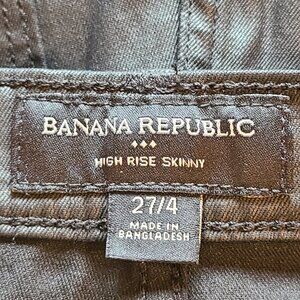 BANANA REPUBLIC
HIGH RISE SKINNY
27/4
MADE IN
BANGLADESH